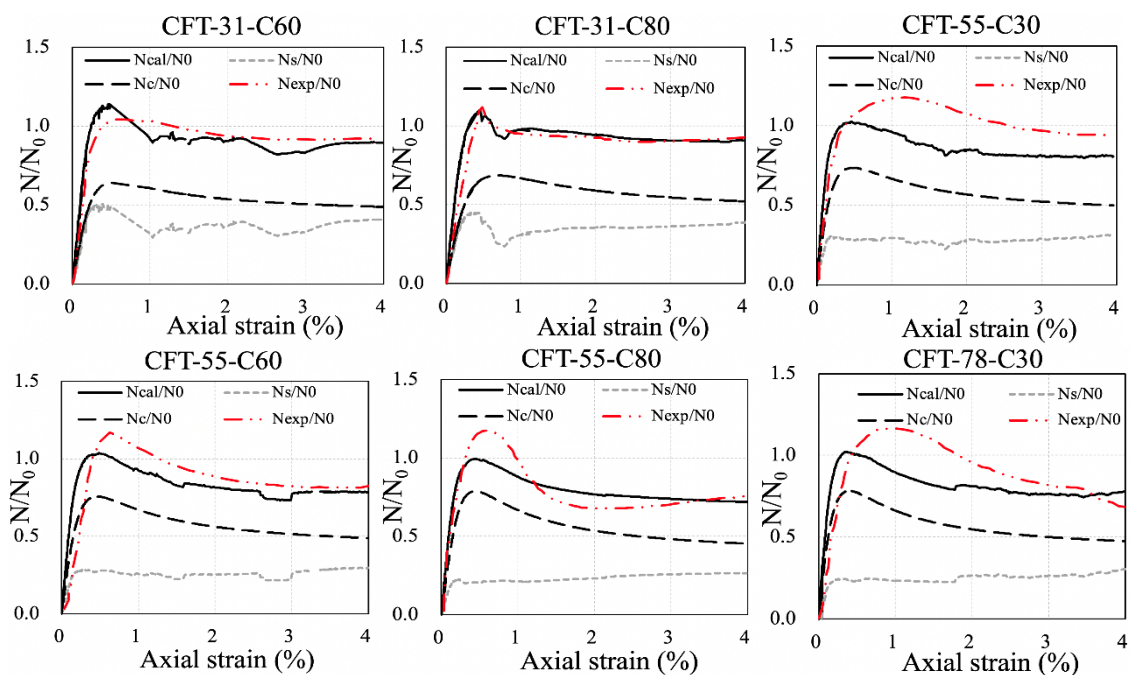 CFT-31-C60
1.5
Ncal/N0
Ns/N0
Nc/N0
Nexp/N0
1.0
0.5
0.0
N/N0
0 1 2 3 4
Axial strain (%)
CFT-31-C80
1.5
Ncal/N0
Ns/N0
Nc/N0
Nexp/N0
1.0
0.5
0.0
0 1 2 3 4
Axial strain (%)
CFT-55-C30
1.5
Ncal/N0
Ns/N0
Nc/N0
Nexp/N0
1.0
0.5
0.0
0 1 2 3 4
Axial strain (%)
CFT-55-C60
1.5
Ncal/N0
Ns/N0
Nc/N0
Nexp/N0
1.0
0.5
0.0
N/N0
0 1 2 3 4
Axial strain (%)
CFT-55-C80
1.5
Ncal/N0
Ns/N0
Nc/N0
Nexp/N0
1.0
0.5
0.0
N/N0
0 1 2 3 4
Axial strain (%)
CFT-78-C30
1.5
Ncal/N0
Ns/N0
Nc/N0
Nexp/N0
1.0
0.5
0.0
N/N0
0 1 2 3 4
Axial strain (%)